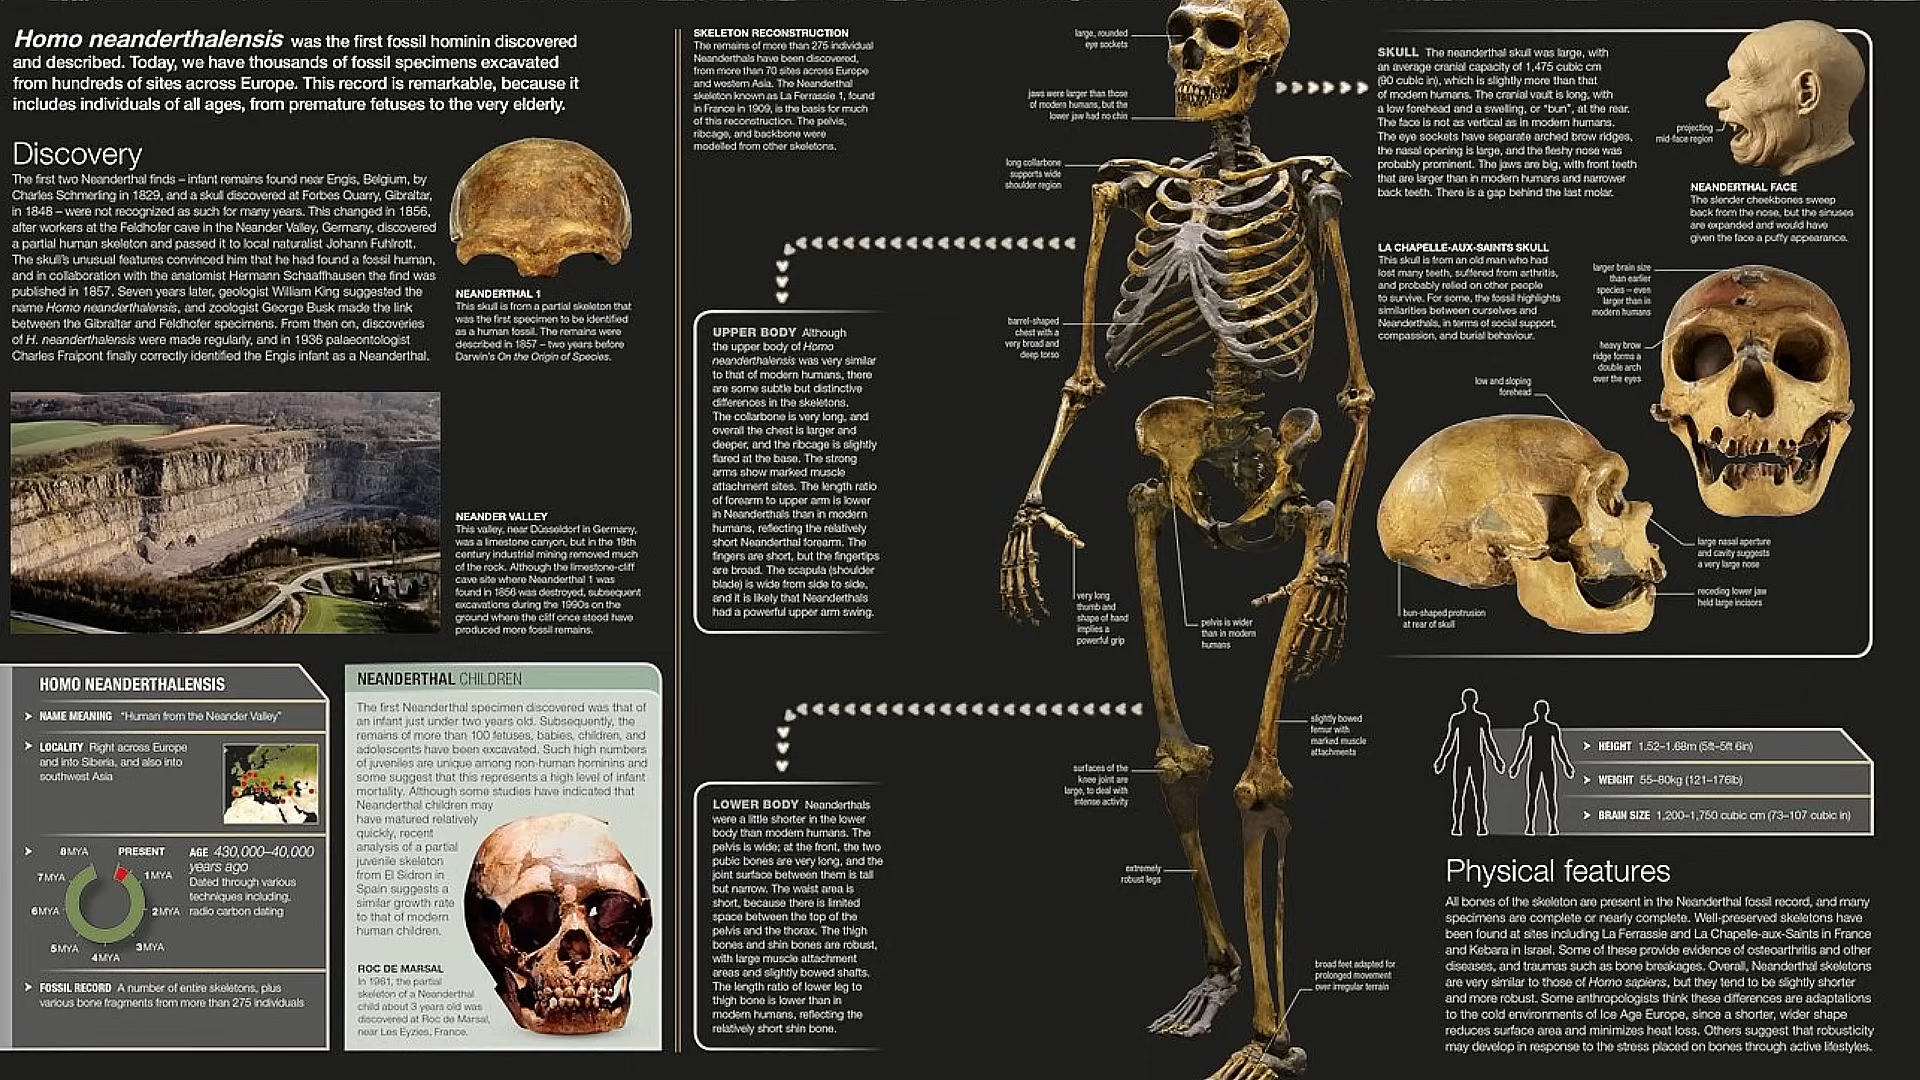 Homo neanderthalensis was the first fossil hominin discovered
and described. Today, we have thousands of fossil specimens excavated
from hundreds of sites across Europe. This record is remarkable, because it
includes individuals of all ages, from premature fetuses to the very elderly.
Discovery
The first two Neanderthal finds – infant remains found near Engis, Belgium, by
Charles Schmerling in 1829, and a skull discovered at Forbes Quarry, Gibraltar,
in 1848 – were not recognized as such for many years. This changed in 1856,
after workers at the Feldhofer cave in the Neander Valley, Germany, discovered
a partial human skeleton and passed it to local naturalist Johann Fuhlrott.
The skull's unusual features convinced him that he had found a fossil human,
and in collaboration with the anatomist Hermann Schaaffhausen the find was
published in 1857. Seven years later, geologist William King suggested the
name Homo neanderthalensis, and zoologist George Busk made the link
between the Gibraltar and Feldhofer specimens. From then on, discoveries
of H. neanderthalensis were made regularly, and in 1936 palaeontologist
Charles Fraipont finally correctly identified the Engis infant as a Neanderthal.
NEANDERTHAL 1
This skull is from a partial skeleton that
was the first specimen to be identified
as a human fossil. The remains were
described in 1857 – two years before
Darwin's On the Origin of Species.
NEANDER VALLEY
This valley, near Düsseldorf in Germany,
was a limestone canyon, but in the 19th
century industrial mining removed much
of the rock. Although the limestone-cliff
cave site where Neanderthal 1 was
found in 1856 was destroyed, subsequent
excavations during the 1990s on the
ground where the cliff once stood have
produced more fossil remains.
HOMO NEANDERTHALENSIS
NAME MEANING "Human from the Neander Valley"
LOCALITY Right across Europe
and into Siberia, and also into
southwest Asia
8MYA
PRESENT
1MYA
2MYA
3MYA
4MYA
5MYA
6MYA
7MYA
AGE 430,000–40,000
years ago
Dated through various
techniques including,
radio carbon dating
FOSSIL RECORD A number of entire skeletons, plus
various bone fragments from more than 275 individuals
NEANDERTHAL CHILDREN
The first Neanderthal specimen discovered was that of
an infant just under two years old. Subsequently, the
remains of more than 100 fetuses, babies, children, and
adolescents have been excavated. Such high numbers
of juveniles are unique among non-human hominins and
some suggest that this represents a high level of infant
mortality. Although some studies have indicated that
Neanderthal children may
have matured relatively
quickly, recent
analysis of a partial
juvenile skeleton
from El Sidron in
Spain suggests a
similar growth rate
to that of modern
human children.
ROC DE MARSAL
In 1961, the partial
skeleton of a Neanderthal
child about 3 years old was
discovered at Roc de Marsal,
near Les Eyzies, France.
SKELETON RECONSTRUCTION
The remains of more than 275 individual
Neanderthals have been discovered,
from more than 70 sites across Europe
and western Asia. The Neanderthal
skeleton known as La Ferrassie 1, found
in France in 1909, is the basis for much
of this reconstruction. The pelvis,
ribcage, and backbone were
modelled from other skeletons.
UPPER BODY Although
the upper body of Homo
neanderthalensis was very similar
to that of modern humans, there
are some subtle but distinctive
differences in the skeletons.
The collarbone is very long, and
overall the chest is larger and
deeper, and the ribcage is slightly
flared at the base. The strong
arms show marked muscle
attachment sites. The length ratio
of forearm to upper arm is lower
in Neanderthals than in modern
humans, reflecting the relatively
short Neanderthal forearm. The
fingers are short, but the fingertips
are broad. The scapula (shoulder
blade) is wide from side to side,
and it is likely that Neanderthals
had a powerful upper arm swing.
LOWER BODY Neanderthals
were a little shorter in the lower
body than modern humans. The
pelvis is wide; at the front, the two
pubic bones are very long, and the
joint surface between them is tall
but narrow. The waist area is
short, because there is limited
space between the top of the
pelvis and the thorax. The thigh
bones and shin bones are robust,
with large muscle attachment
areas and slightly bowed shafts.
The length ratio of lower leg to
thigh bone is lower than in
modern humans, reflecting the
relatively short shin bone.
large, rounded
eye sockets
jaws were larger than those
of modern humans, but the
lower jaw had no chin
long collarbone
supports wide
shoulder region
barrel-shaped
chest with a
very broad and
deep torso
very long
thumb and
shape of hand
implies a
powerful grip
pelvis is wider
than in modern
humans
slightly bowed
femur with
marked muscle
attachments
surfaces of the
knee joint are
large, to deal with
intense activity
extremely
robust legs
broad feet adapted for
prolonged movement
over irregular terrain
SKULL The neanderthal skull was large, with
an average cranial capacity of 1,475 cubic cm
(90 cubic in), which is slightly more than that
of modern humans. The cranial vault is long, with
a low forehead and a swelling, or "bun", at the rear.
The face is not as vertical as in modern humans.
The eye sockets have separate arched brow ridges,
the nasal opening is large, and the fleshy nose was
probably prominent. The jaws are big, with front teeth
that are larger than in modern humans and narrower
back teeth. There is a gap behind the last molar.
projecting
mid-face region
NEANDERTHAL FACE
The slender cheekbones sweep
back from the nose, but the sinuses
are expanded and would have
given the face a puffy appearance.
LA CHAPELLE-AUX-SAINTS SKULL
This skull is from an old man who had
lost many teeth, suffered from arthritis,
and probably relied on other people
to survive. For some, the fossil highlights
similarities between ourselves and
Neanderthals, in terms of social support,
compassion, and burial behaviour.
larger brain size
than earlier
species – even
larger than in
modern humans
heavy brow
ridge forms a
double arch
over the eyes
low and sloping
forehead
large nasal aperture
and cavity suggests
a very large nose
receding lower jaw
held large incisors
bun-shaped protrusion
at rear of skull
HEIGHT 1.52–1.68m (5ft–5ft 6in)
WEIGHT 55–80kg (121–176lb)
BRAIN SIZE 1,200–1,750 cubic cm (73–107 cubic in)
Physical features
All bones of the skeleton are present in the Neanderthal fossil record, and many
specimens are complete or nearly complete. Well-preserved skeletons have
been found at sites including La Ferrassie and La Chapelle-aux-Saints in France
and Kebara in Israel. Some of these provide evidence of osteoarthritis and other
diseases, and traumas such as bone breakages. Overall, Neanderthal skeletons
are very similar to those of Homo sapiens, but they tend to be slightly shorter
and more robust. Some anthropologists think these differences are adaptations
to the cold environments of Ice Age Europe, since a shorter, wider shape
reduces surface area and minimizes heat loss. Others suggest that robusticity
may develop in response to the stress placed on bones through active lifestyles.